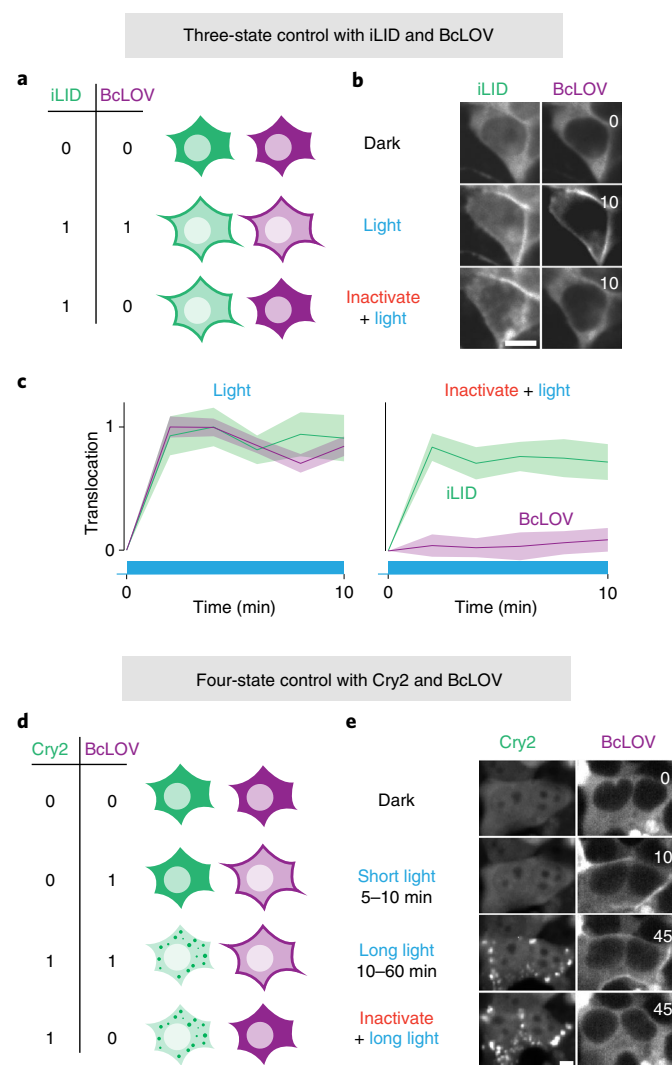 Three-state control with iLID and BcLOV
a
iLID BcLOV
0 0
1 1
1 0
Dark
Light
Inactivate
+ light
b
iLID BcLOV
0
10
10
c
Light
Inactivate + light
Translocation
1
0
iLID
BcLOV
0 10
Time (min)
0 10
Time (min)
Four-state control with Cry2 and BcLOV
d
Cry2 BcLOV
0 0
0 1
1 1
1 0
Dark
Short light
5–10 min
Long light
10–60 min
Inactivate
+ long light
e
Cry2 BcLOV
0
10
45
45